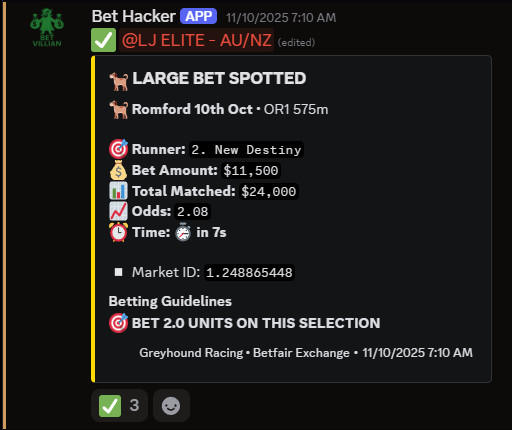 BET
VILLIAN
Bet Hacker APP 11/10/2025 7:10 AM
@LJ ELITE - AU/NZ (edited)
LARGE BET SPOTTED
Romford 10th Oct • OR1 575m
Runner: 2. New Destiny
Bet Amount: $11,500
Total Matched: $24,000
Odds: 2.08
Time: in 7s
Market ID: 1.248865448
Betting Guidelines
BET 2.0 UNITS ON THIS SELECTION
Greyhound Racing • Betfair Exchange • 11/10/2025 7:10 AM
3